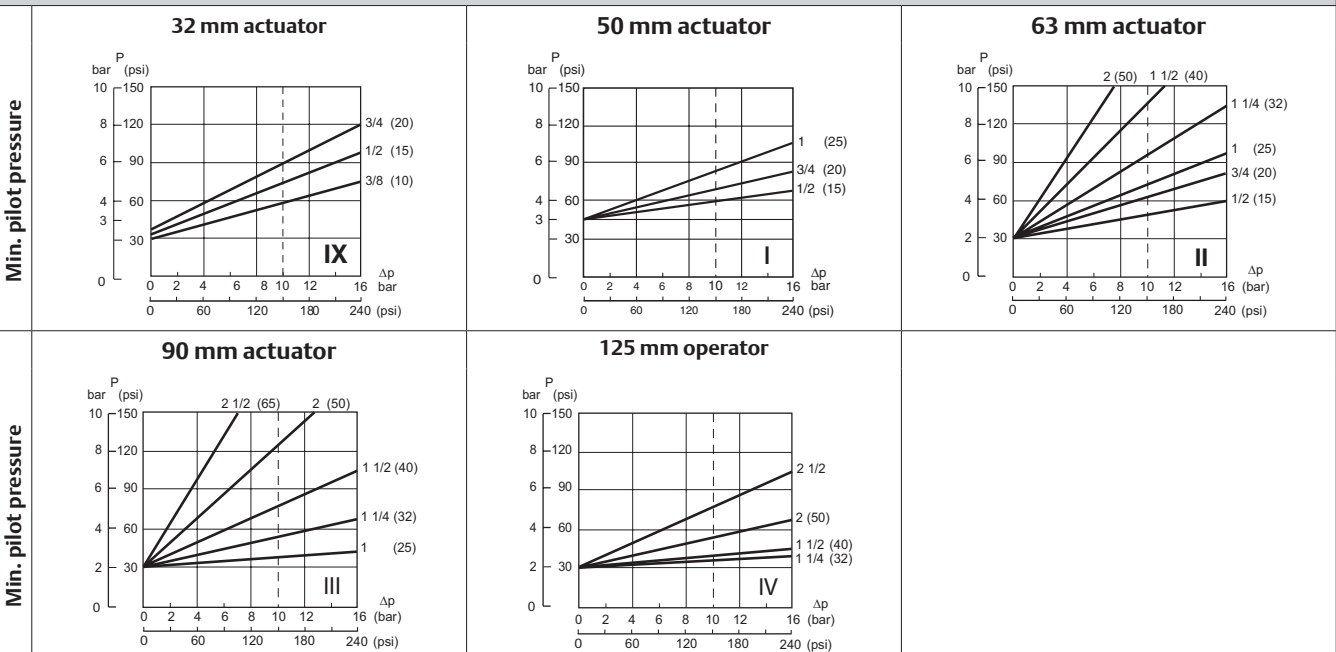 Min. pilot pressure
32 mm actuator
P
bar (psi)
10 150
8 120
6 90
4 60
3
30
0
3/4 (20)
1/2 (15)
3/8 (10)
IX
Δp
0 2 4 6 8 10 12 16 bar
0 60 120 180 240 (psi)
50 mm actuator
P
bar (psi)
10 150
8 120
6 90
4 60
3
30
0
1 (25)
3/4 (20)
1/2 (15)
I
Δp
0 2 4 6 8 10 12 16 bar
0 60 120 180 240 (psi)
63 mm actuator
P
bar (psi)
2 (50) 1 1/2 (40)
10 150
8 120
6 90
4 60
2 30
0
1 1/4 (32)
1 (25)
3/4 (20)
1/2 (15)
II
Δp
0 2 4 6 8 10 12 16 (bar)
0 60 120 180 240 (psi)
Min. pilot pressure
90 mm actuator
P
bar (psi)
2 1/2 (65) 2 (50)
10 150
8 120
6 90
4 60
2 30
0
1 1/2 (40)
1 1/4 (32)
1 (25)
III
Δp
0 2 4 6 8 10 12 16 (bar)
0 60 120 180 240 (psi)
125 mm operator
P
bar (psi)
10 150
8 120
6 90
4 60
2 30
0
2 1/2
2 (50)
1 1/2 (40)
1 1/4 (32)
IV
Δp
0 2 4 6 8 10 12 16 (bar)
0 60 120 180 240 (psi)